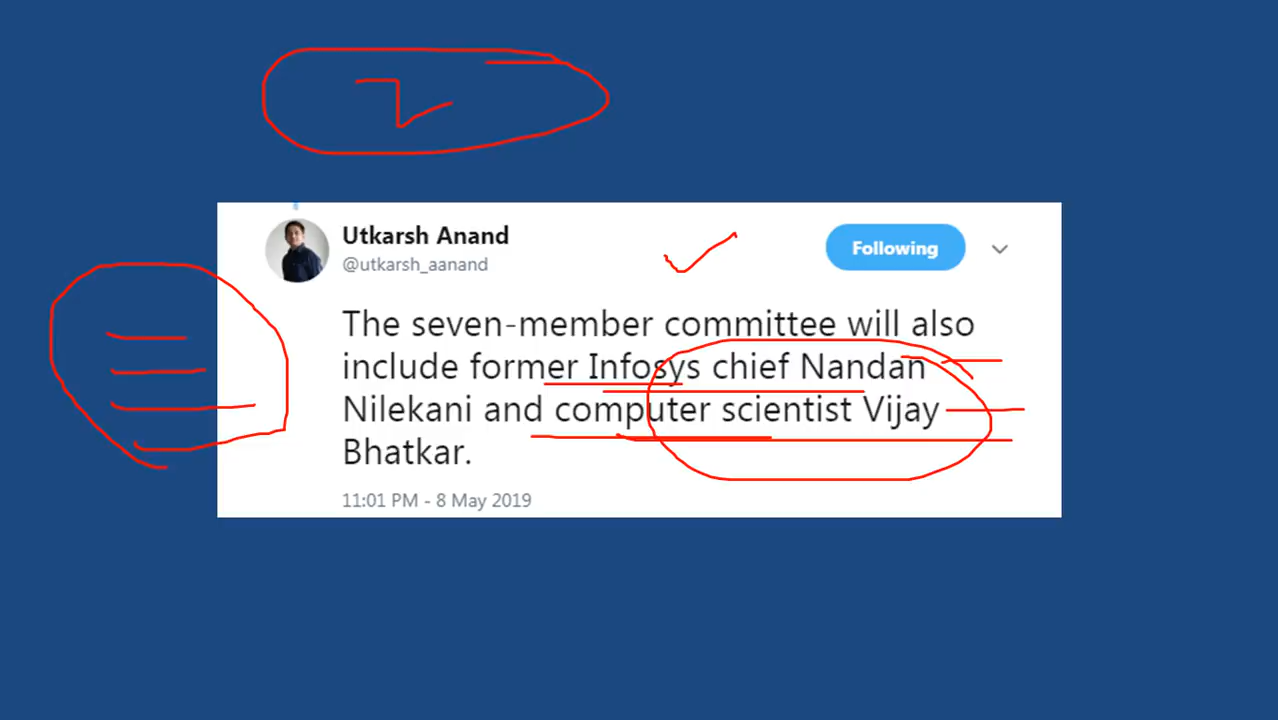 Utkarsh Anand
@utkarsh_aanand
Following
The seven-member committee will also
include former Infosys chief Nandan
Nilekani and computer scientist Vijay
Bhatkar.
11:01 PM - 8 May 2019